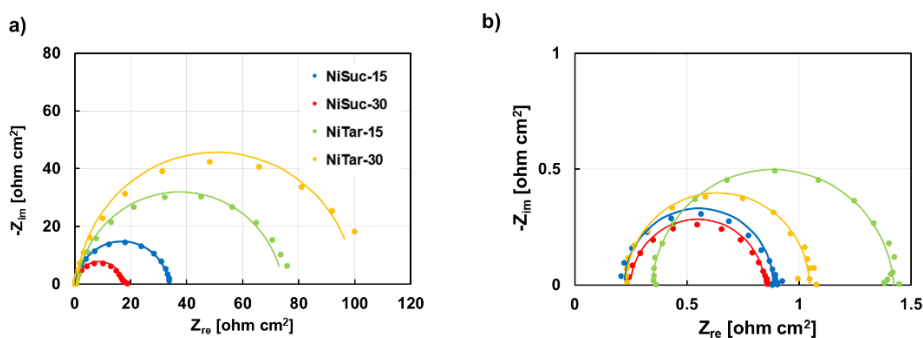 a)
80
60
40
20
0
-Z_Im [ohm cm²]
0 20 40 60 80 100 120
Z_re [ohm cm²]
NiSuc-15
NiSuc-30
NiTar-15
NiTar-30
b)
1
0.5
0
-Z_im [ohm cm²]
0 0.5 1 1.5
Z_re [ohm cm²]